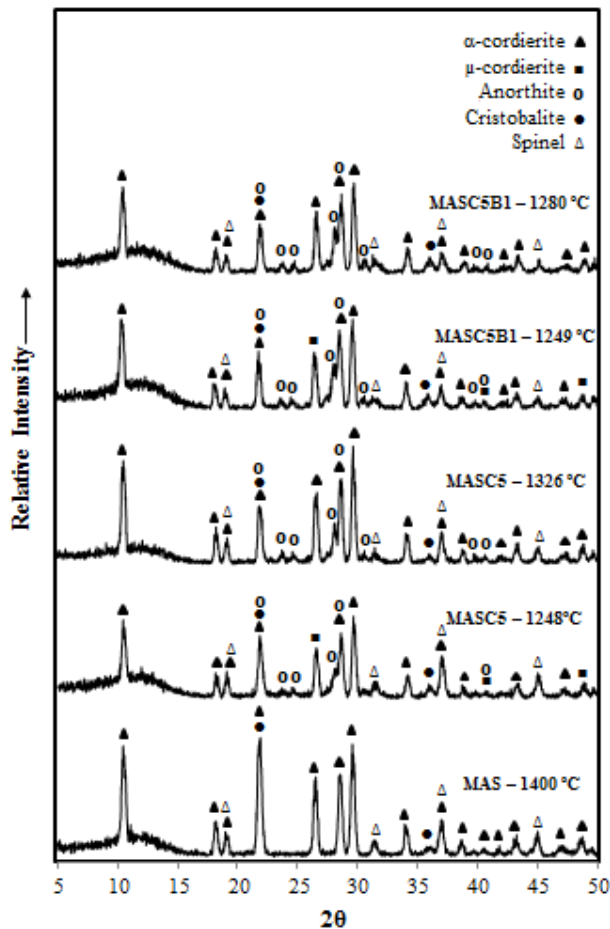 α-cordierite ▲
μ-cordierite ■
Anorthite o
Cristobalite ●
Spinel △
MASC5B1 – 1280 °C
MASC5B1 – 1249 °C
MASC5 – 1326 °C
MASC5 – 1248°C
MAS – 1400 °C
Relative Intensity
5 10 15 20 25 30 35 40 45 50
2θ